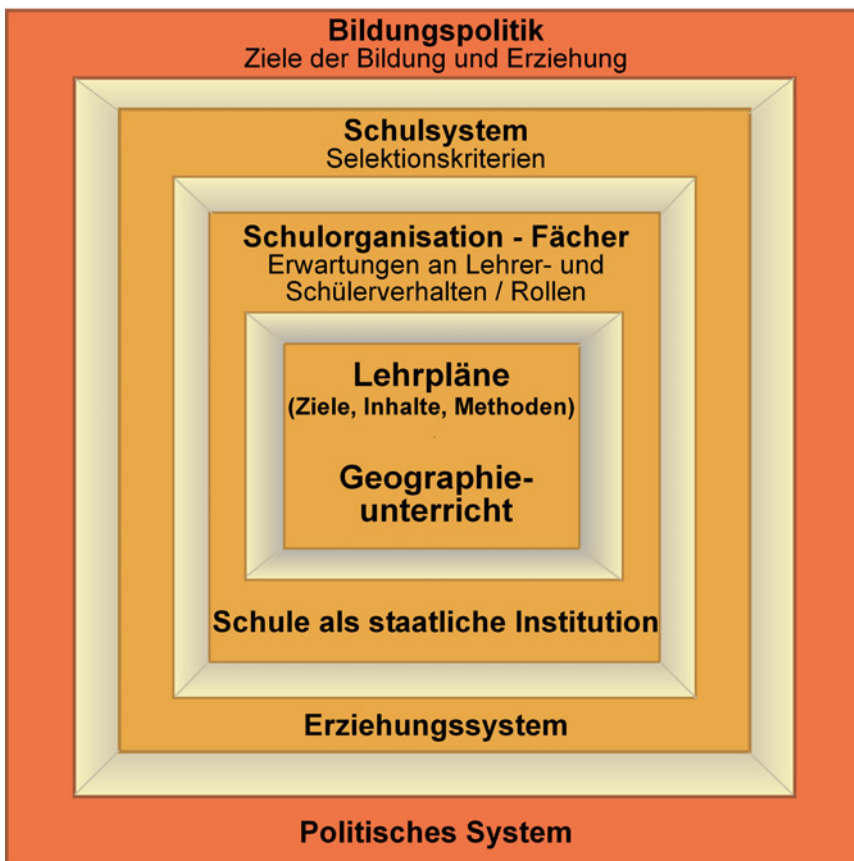 Bildungspolitik
Ziele der Bildung und Erziehung
Schulsystem
Selektionskriterien
Schulorganisation - Fächer
Erwartungen an Lehrer- und
Schülerverhalten / Rollen
Lehrpläne
(Ziele, Inhalte, Methoden)
Geographie-
unterricht
Schule als staatliche Institution
Erziehungssystem
Politisches System